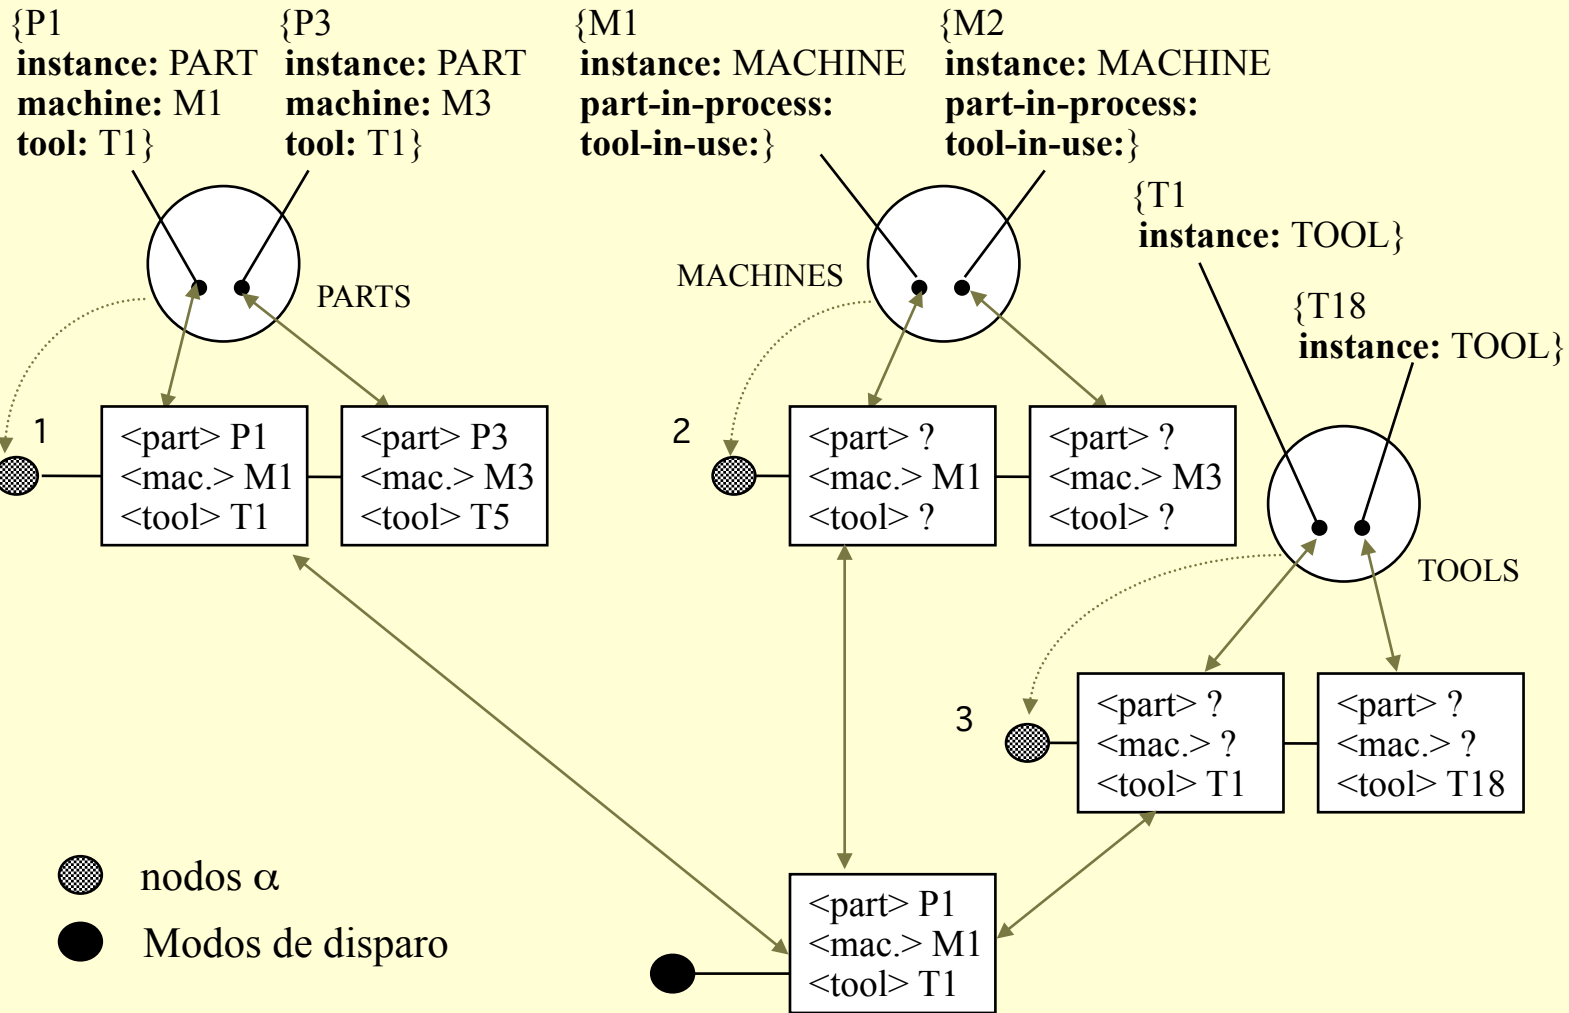 {P1
instance: PART
machine: M1
tool: T1}
{P3
instance: PART
machine: M3
tool: T1}
{M1
instance: MACHINE
part-in-process:
tool-in-use:}
{M2
instance: MACHINE
part-in-process:
tool-in-use:}
{T1
instance: TOOL}
{T18
instance: TOOL}
PARTS
MACHINES
TOOLS
1
<part> P1
<mac.> M1
<tool> T1
<part> P3
<mac.> M3
<tool> T5
2
<part> ?
<mac.> M1
<tool> ?
<part> ?
<mac.> M3
<tool> ?
3
<part> ?
<mac.> ?
<tool> T1
<part> ?
<mac.> ?
<tool> T18
nodos α
Modos de disparo
<part> P1
<mac.> M1
<tool> T1